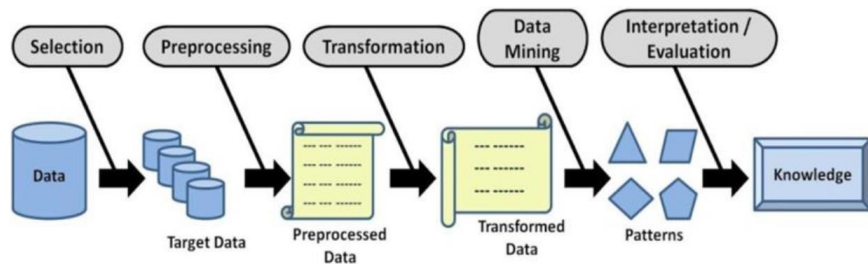 Selection
Preprocessing
Transformation
Data
Mining
Interpretation /
Evaluation
Data
Knowledge
Target Data
Preprocessed
Data
Transformed
Data
Patterns